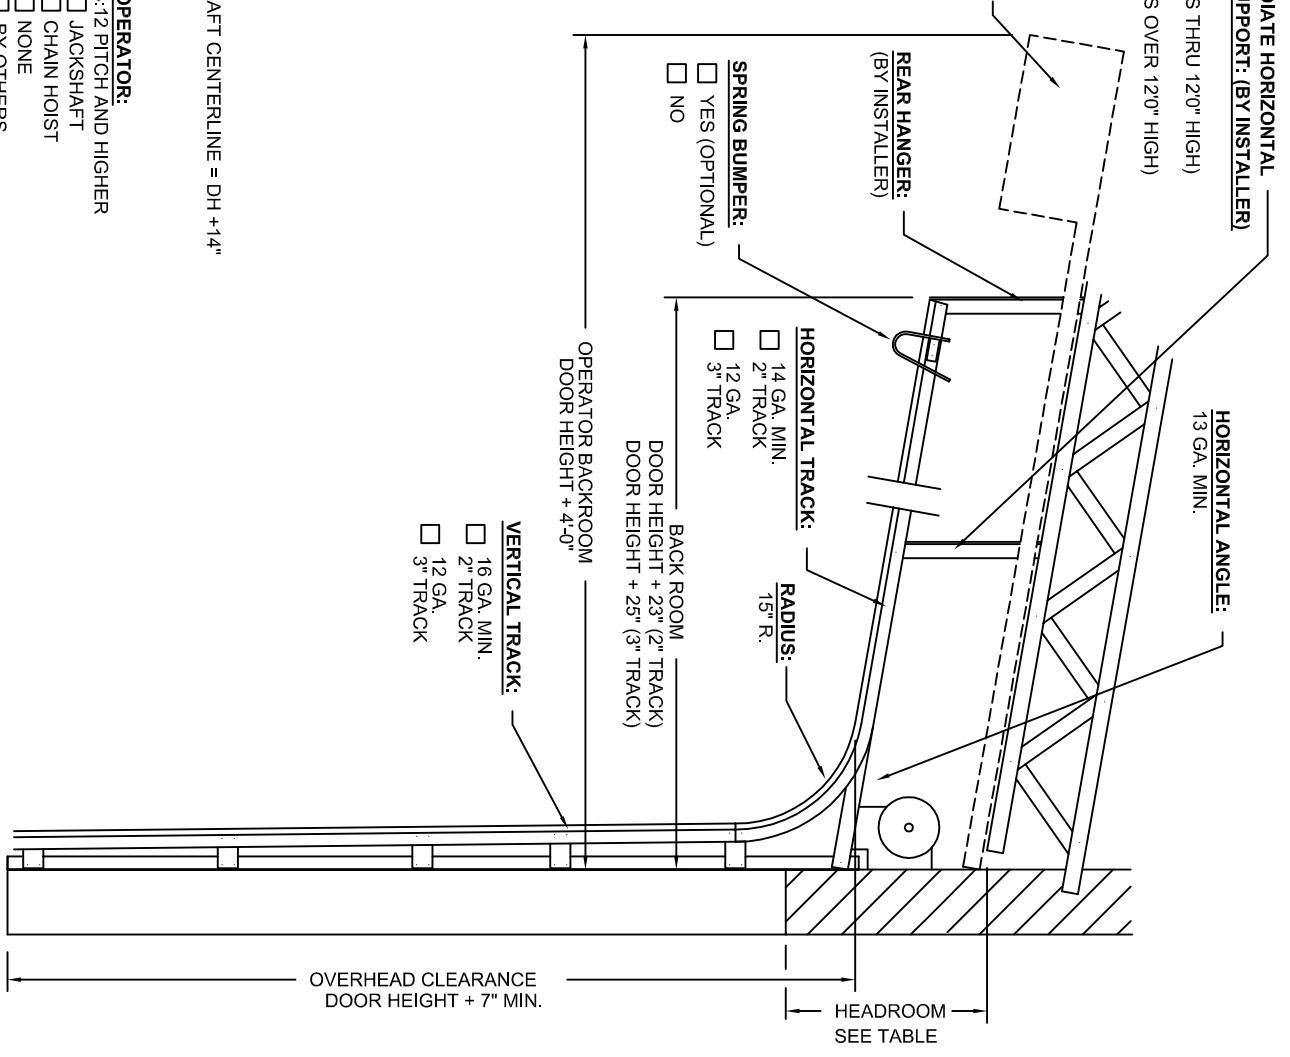 DIATE HORIZONTAL
PPORT: (BY INSTALLER)
S THRU 12'0" HIGH)
S OVER 12'0" HIGH)
HORIZONTAL ANGLE:
13 GA. MIN.
REAR HANGER:
(BY INSTALLER)
SPRING BUMPER:
YES (OPTIONAL)
NO
HORIZONTAL TRACK:
14 GA. MIN.
2" TRACK
12 GA.
3" TRACK
RADIUS:
15" R.
BACK ROOM
DOOR HEIGHT + 23" (2" TRACK)
DOOR HEIGHT + 25" (3" TRACK)
OPERATOR BACKROOM
DOOR HEIGHT + 4'-0"
VERTICAL TRACK:
16 GA. MIN.
2" TRACK
12 GA.
3" TRACK
AFT CENTERLINE = DH +14"
OPERATOR:
:12 PITCH AND HIGHER
JACKSHAFT
CHAIN HOIST
NONE
BY OTHERS
OVERHEAD CLEARANCE
DOOR HEIGHT + 7" MIN.
HEADROOM
SEE TABLE